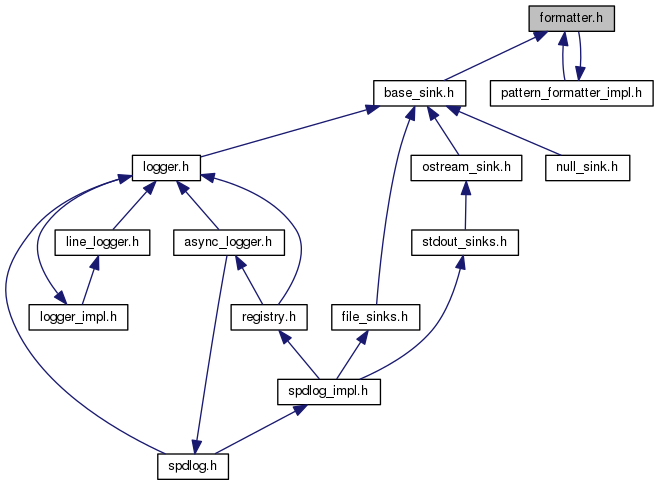 formatter.h
base_sink.h
pattern_formatter_impl.h
logger.h
ostream_sink.h
null_sink.h
line_logger.h
async_logger.h
stdout_sinks.h
logger_impl.h
registry.h
file_sinks.h
spdlog_impl.h
spdlog.h